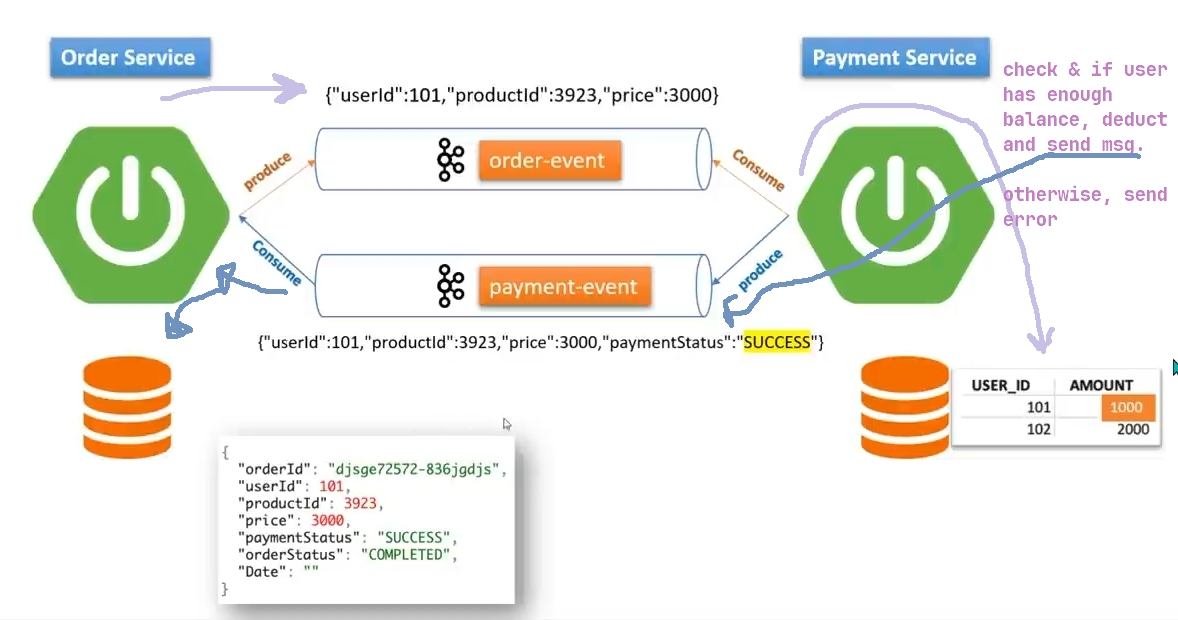 Order Service
Payment Service
check & if user
has enough
balance, deduct
and send msg.
otherwise, send
error
{"userId":101,"productId":3923,"price":3000}
produce
order-event
Consume
Consume
payment-event
produce
{"userId":101,"productId":3923,"price":3000,"paymentStatus":"SUCCESS"}
USER_ID AMOUNT
101 1000
102 2000
{
"orderId": "djsge72572-836jgdjs",
"userId": 101,
"productId": 3923,
"price": 3000,
"paymentStatus": "SUCCESS",
"orderStatus": "COMPLETED",
"Date": ""
}